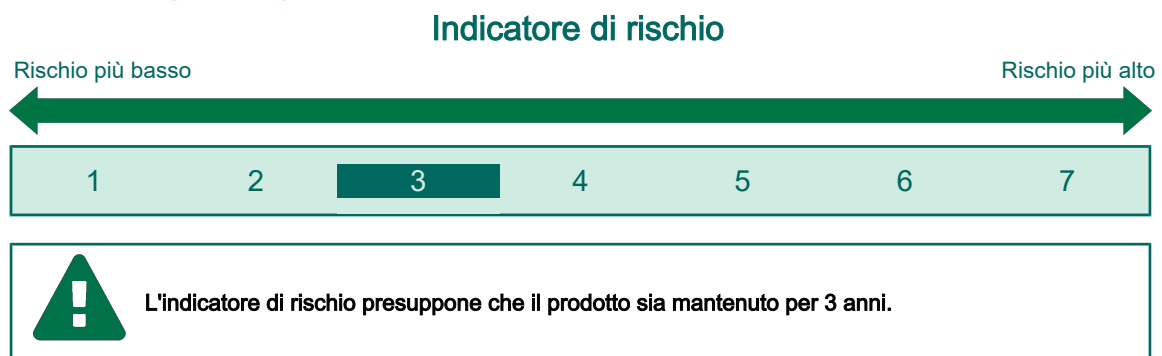 Indicatore di rischio
Rischio più basso Rischio più alto
1 2 3 4 5 6 7
L'indicatore di rischio presuppone che il prodotto sia mantenuto per 3 anni.